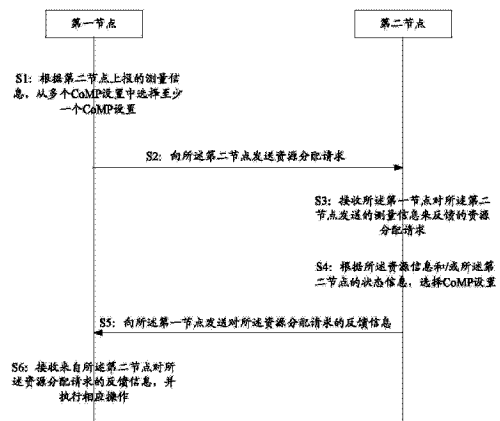 第一节点
第二节点
S1：根据第二节点上报的测量信
息，从多个CoMP设置中选择至少
一个CoMP设置
S2：向所述第二节点发送资源分配请求
S3：接收所述第一节点对所述第二
节点发送的测量信息来反馈的资源
分配请求
S4：根据所述资源信息和/或所述第
二节点的状态信息，选择CoMP设置
S5：向所述第一节点发送对所述资源分配请求的反馈信息
S6：接收来自所述第二节点对所
述资源分配请求的反馈信息，并
执行相应操作